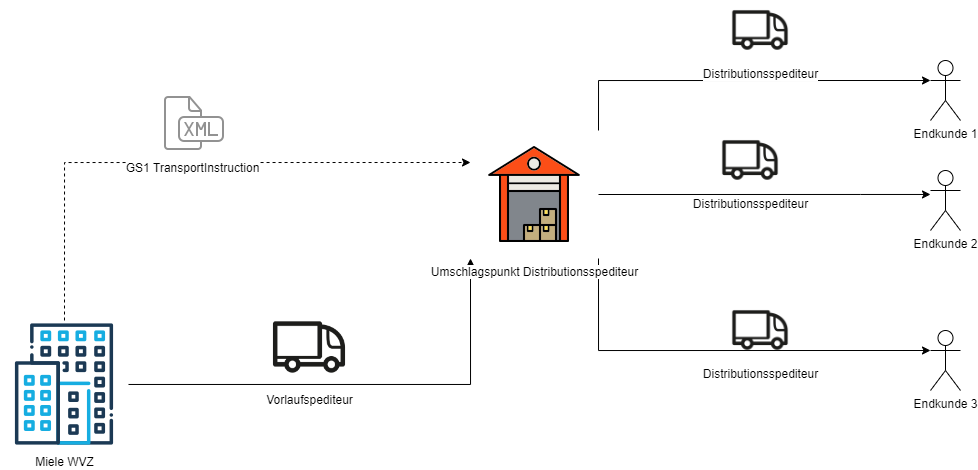 Distributionsspediteur
XML
Endkunde 1
GS1 TransportInstruction
Distributionsspediteur
Endkunde 2
Umschlagspunkt Distributionsspediteur
Distributionsspediteur
Vorlaufspediteur
Endkunde 3
Miele WVZ